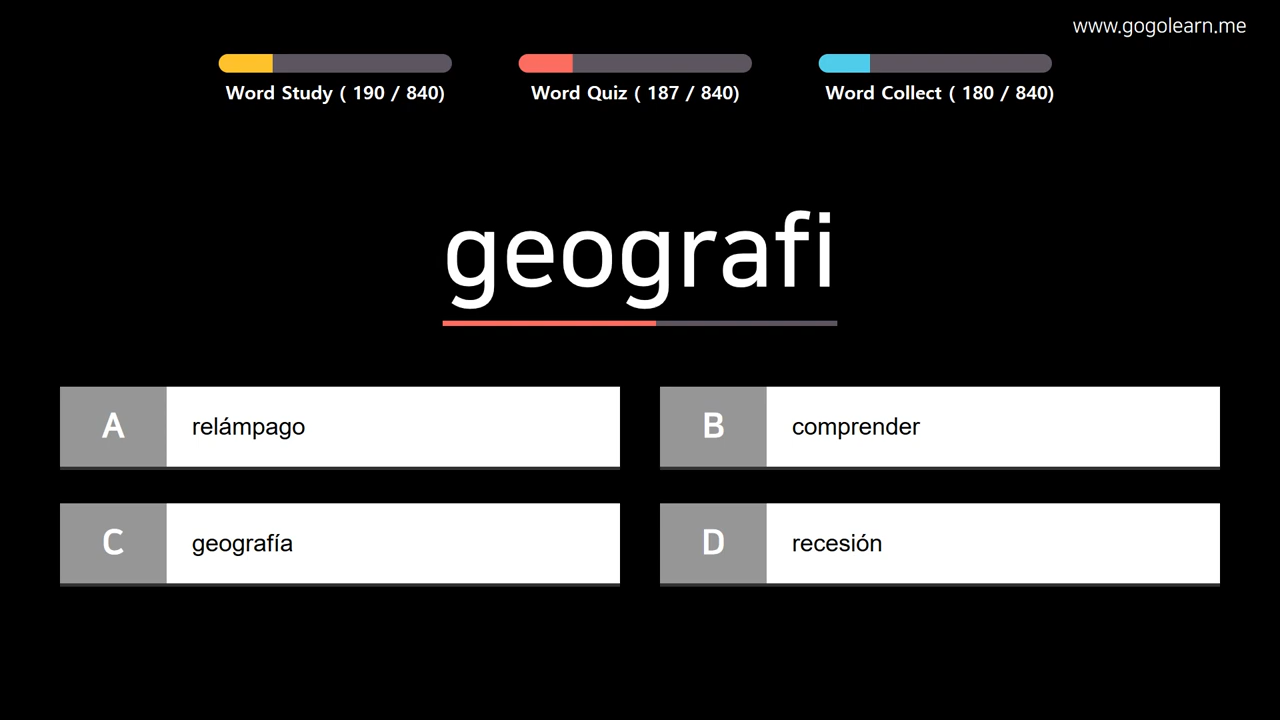 www.gogolearn.me
Word Study ( 190 / 840)
Word Quiz ( 187 / 840)
Word Collect ( 180 / 840)
geografi
A relámpago
B comprender
C geografía
D recesión